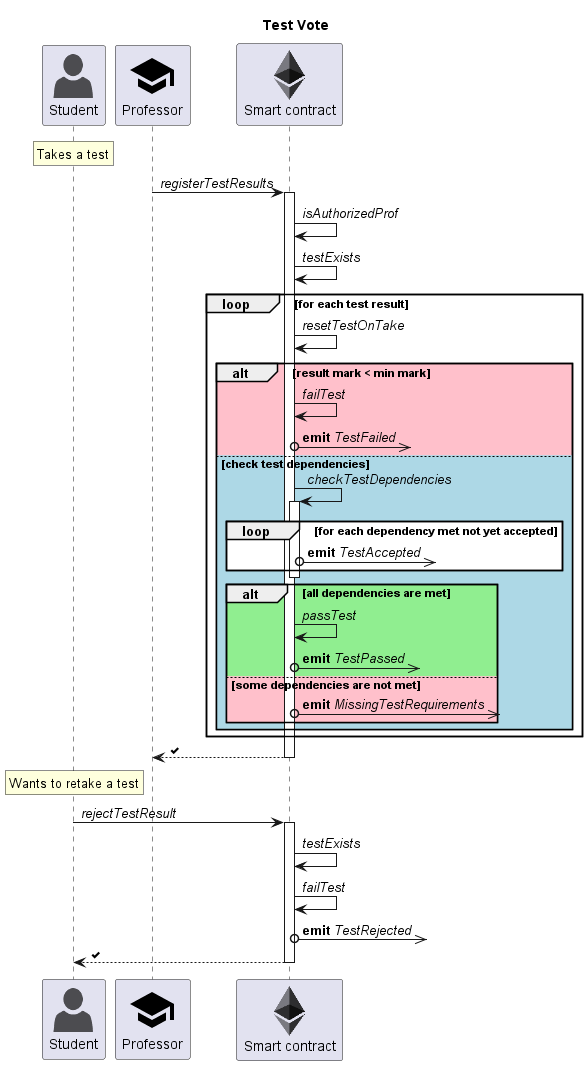 Test Vote
Student
Professor
Smart contract
Takes a test
registerTestResults
isAuthorizedProf
testExists
loop
[for each test result]
resetTestOnTake
alt
[result mark < min mark]
failTest
emit TestFailed
[check test dependencies]
checkTestDependencies
loop
[for each dependency met not yet accepted]
emit TestAccepted
alt
[all dependencies are met]
passTest
emit TestPassed
[some dependencies are not met]
emit MissingTestRequirements
✔
Wants to retake a test
rejectTestResult
testExists
failTest
emit TestRejected
✔
Student
Professor
Smart contract